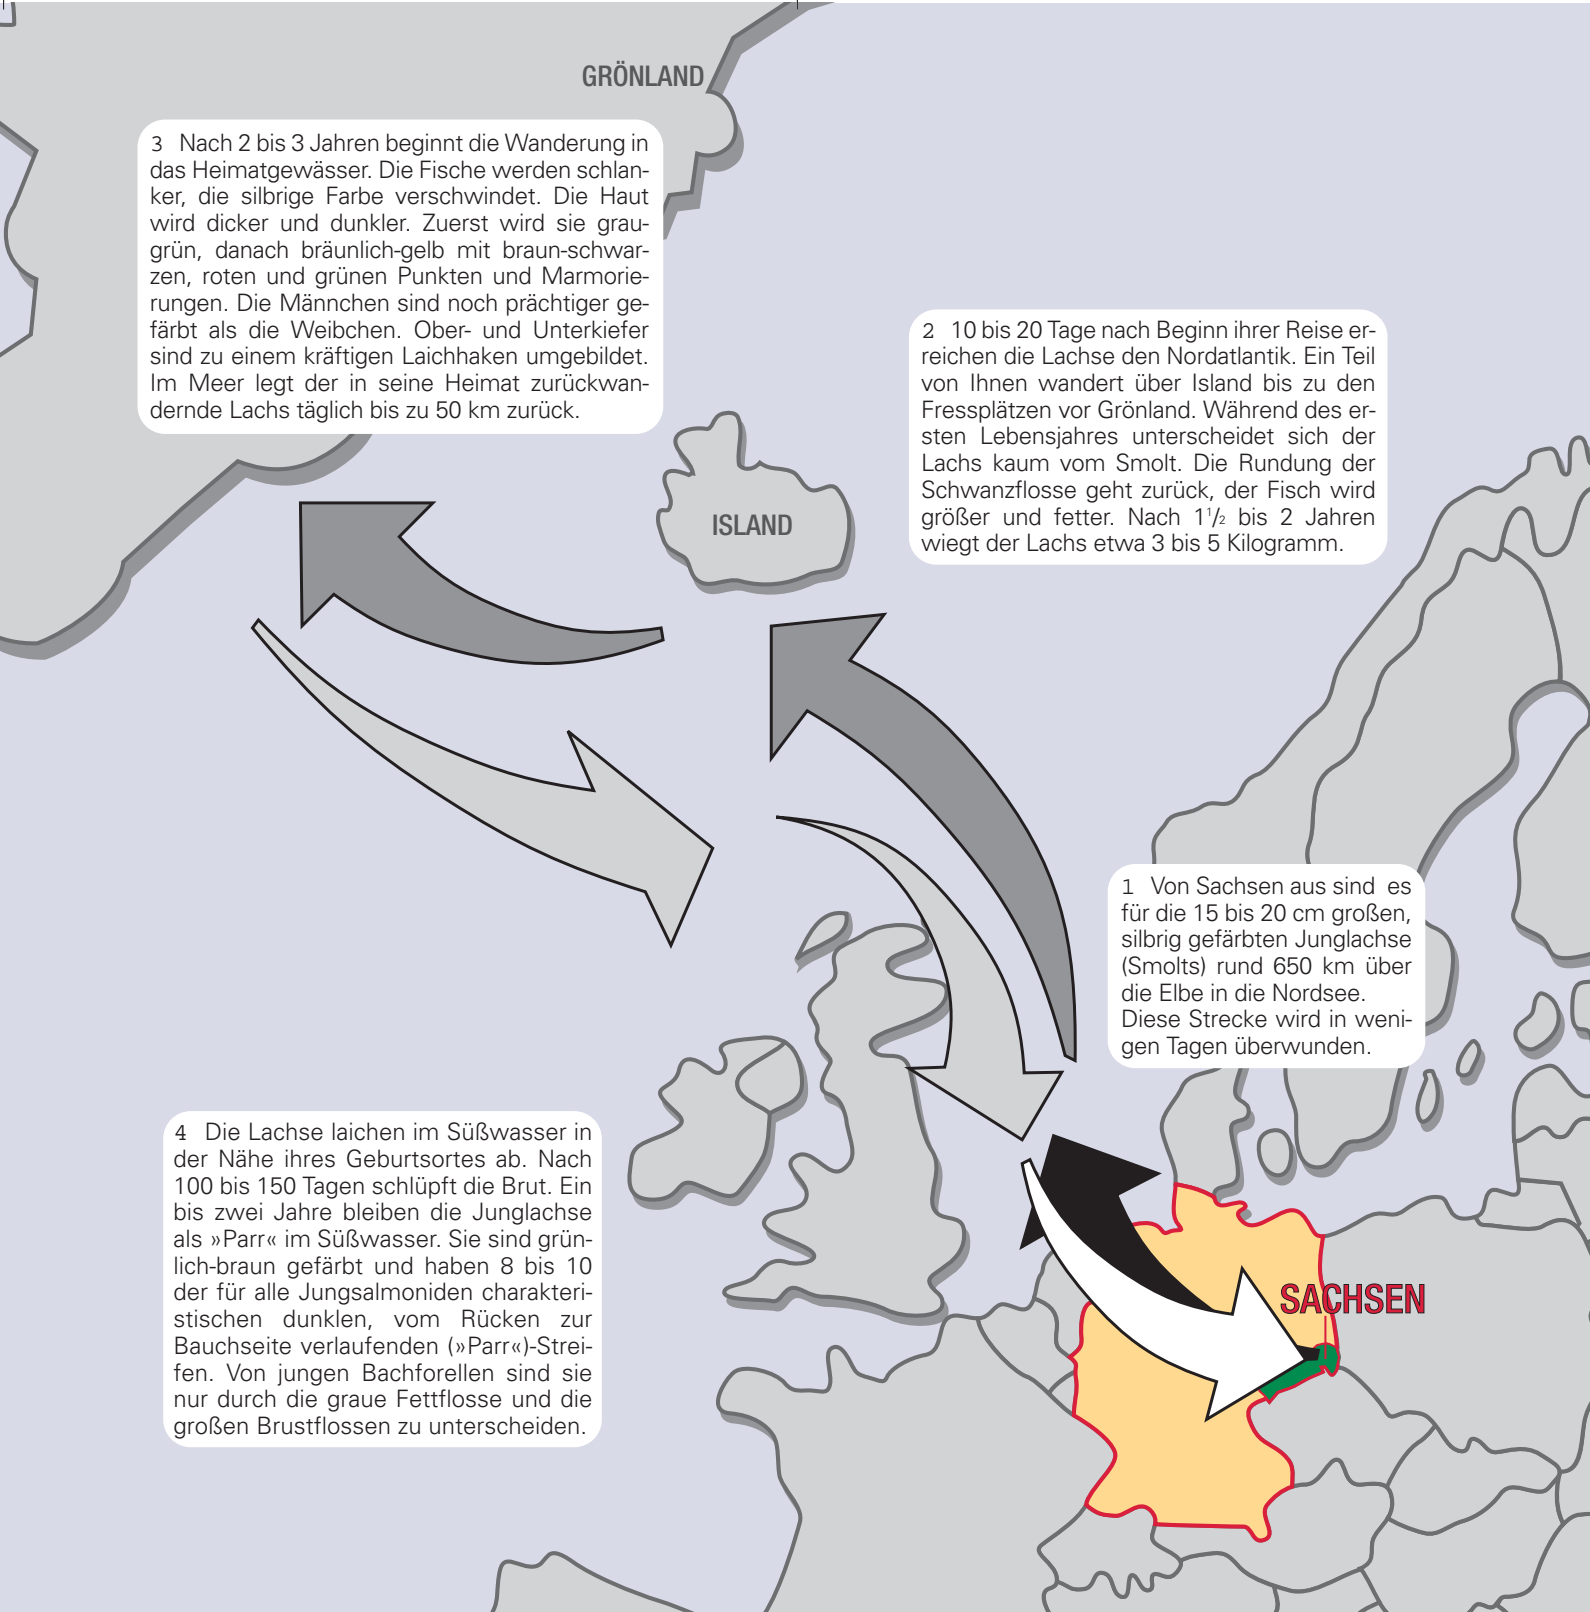 GRÖNLAND
3 Nach 2 bis 3 Jahren beginnt die Wanderung in
das Heimatgewässer. Die Fische werden schlan-
ker, die silbrige Farbe verschwindet. Die Haut
wird dicker und dunkler. Zuerst wird sie grau-
grün, danach bräunlich-gelb mit braun-schwar-
zen, roten und grünen Punkten und Marmorie-
rungen. Die Männchen sind noch prächtiger ge-
färbt als die Weibchen. Ober- und Unterkiefer
sind zu einem kräftigen Laichhaken umgebildet.
Im Meer legt der in seine Heimat zurückwan-
dernde Lachs täglich bis zu 50 km zurück.
2 10 bis 20 Tage nach Beginn ihrer Reise er-
reichen die Lachse den Nordatlantik. Ein Teil
von Ihnen wandert über Island bis zu den
Fressplätzen vor Grönland. Während des er-
sten Lebensjahres unterscheidet sich der
Lachs kaum vom Smolt. Die Rundung der
Schwanzflosse geht zurück, der Fisch wird
größer und fetter. Nach 1 1/2 bis 2 Jahren
wiegt der Lachs etwa 3 bis 5 Kilogramm.
ISLAND
1 Von Sachsen aus sind es
für die 15 bis 20 cm großen,
silbrig gefärbten Junglachse
(Smolts) rund 650 km über
die Elbe in die Nordsee.
Diese Strecke wird in weni-
gen Tagen überwunden.
4 Die Lachse laichen im Süßwasser in
der Nähe ihres Geburtsortes ab. Nach
100 bis 150 Tagen schlüpft die Brut. Ein
bis zwei Jahre bleiben die Junglachse
als »Parr« im Süßwasser. Sie sind grün-
lich-braun gefärbt und haben 8 bis 10
der für alle Jungsalmoniden charakteri-
stischen dunklen, vom Rücken zur
Bauchseite verlaufenden (»Parr«)-Strei-
fen. Von jungen Bachforellen sind sie
nur durch die graue Fettflosse und die
großen Brustflossen zu unterscheiden.
SACHSEN